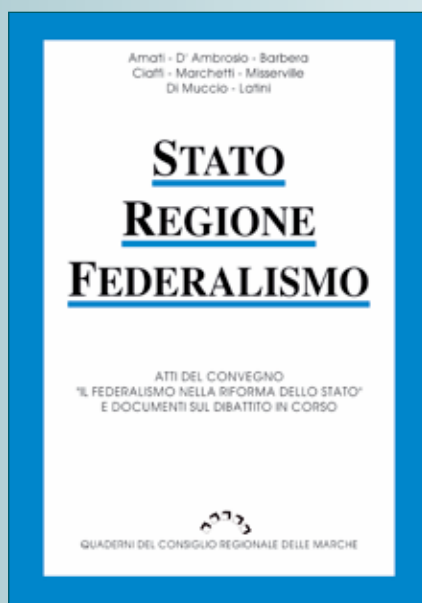 Amati - D' Ambrosio - Barbera
Ciaffi - Marchetti - Misserville
Di Muccio - Latini
STATO
REGIONE
FEDERALISMO
ATTI DEL CONVEGNO
"IL FEDERALISMO NELLA RIFORMA DELLO STATO"
E DOCUMENTI SUL DIBATTITO IN CORSO
QUADERNI DEL CONSIGLIO REGIONALE DELLE MARCHE